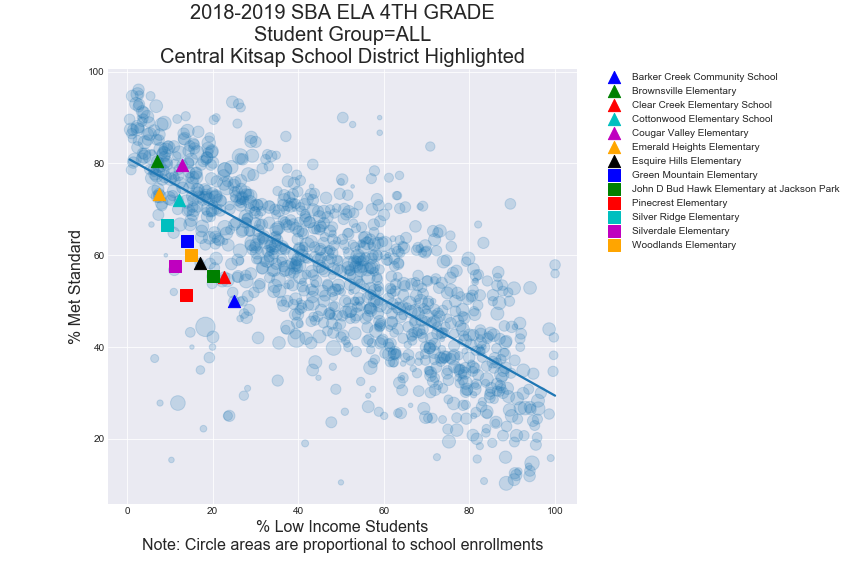 2018-2019 SBA ELA 4TH GRADE
Student Group=ALL
Central Kitsap School District Highlighted
100
80
60
40
20
% Met Standard
0
20
40
60
80
100
% Low Income Students
Note: Circle areas are proportional to school enrollments
Barker Creek Community School
Brownsville Elementary
Clear Creek Elementary School
Cottonwood Elementary School
Cougar Valley Elementary
Emerald Heights Elementary
Esquire Hills Elementary
Green Mountain Elementary
John D Bud Hawk Elementary at Jackson Park
Pinecrest Elementary
Silver Ridge Elementary
Silverdale Elementary
Woodlands Elementary